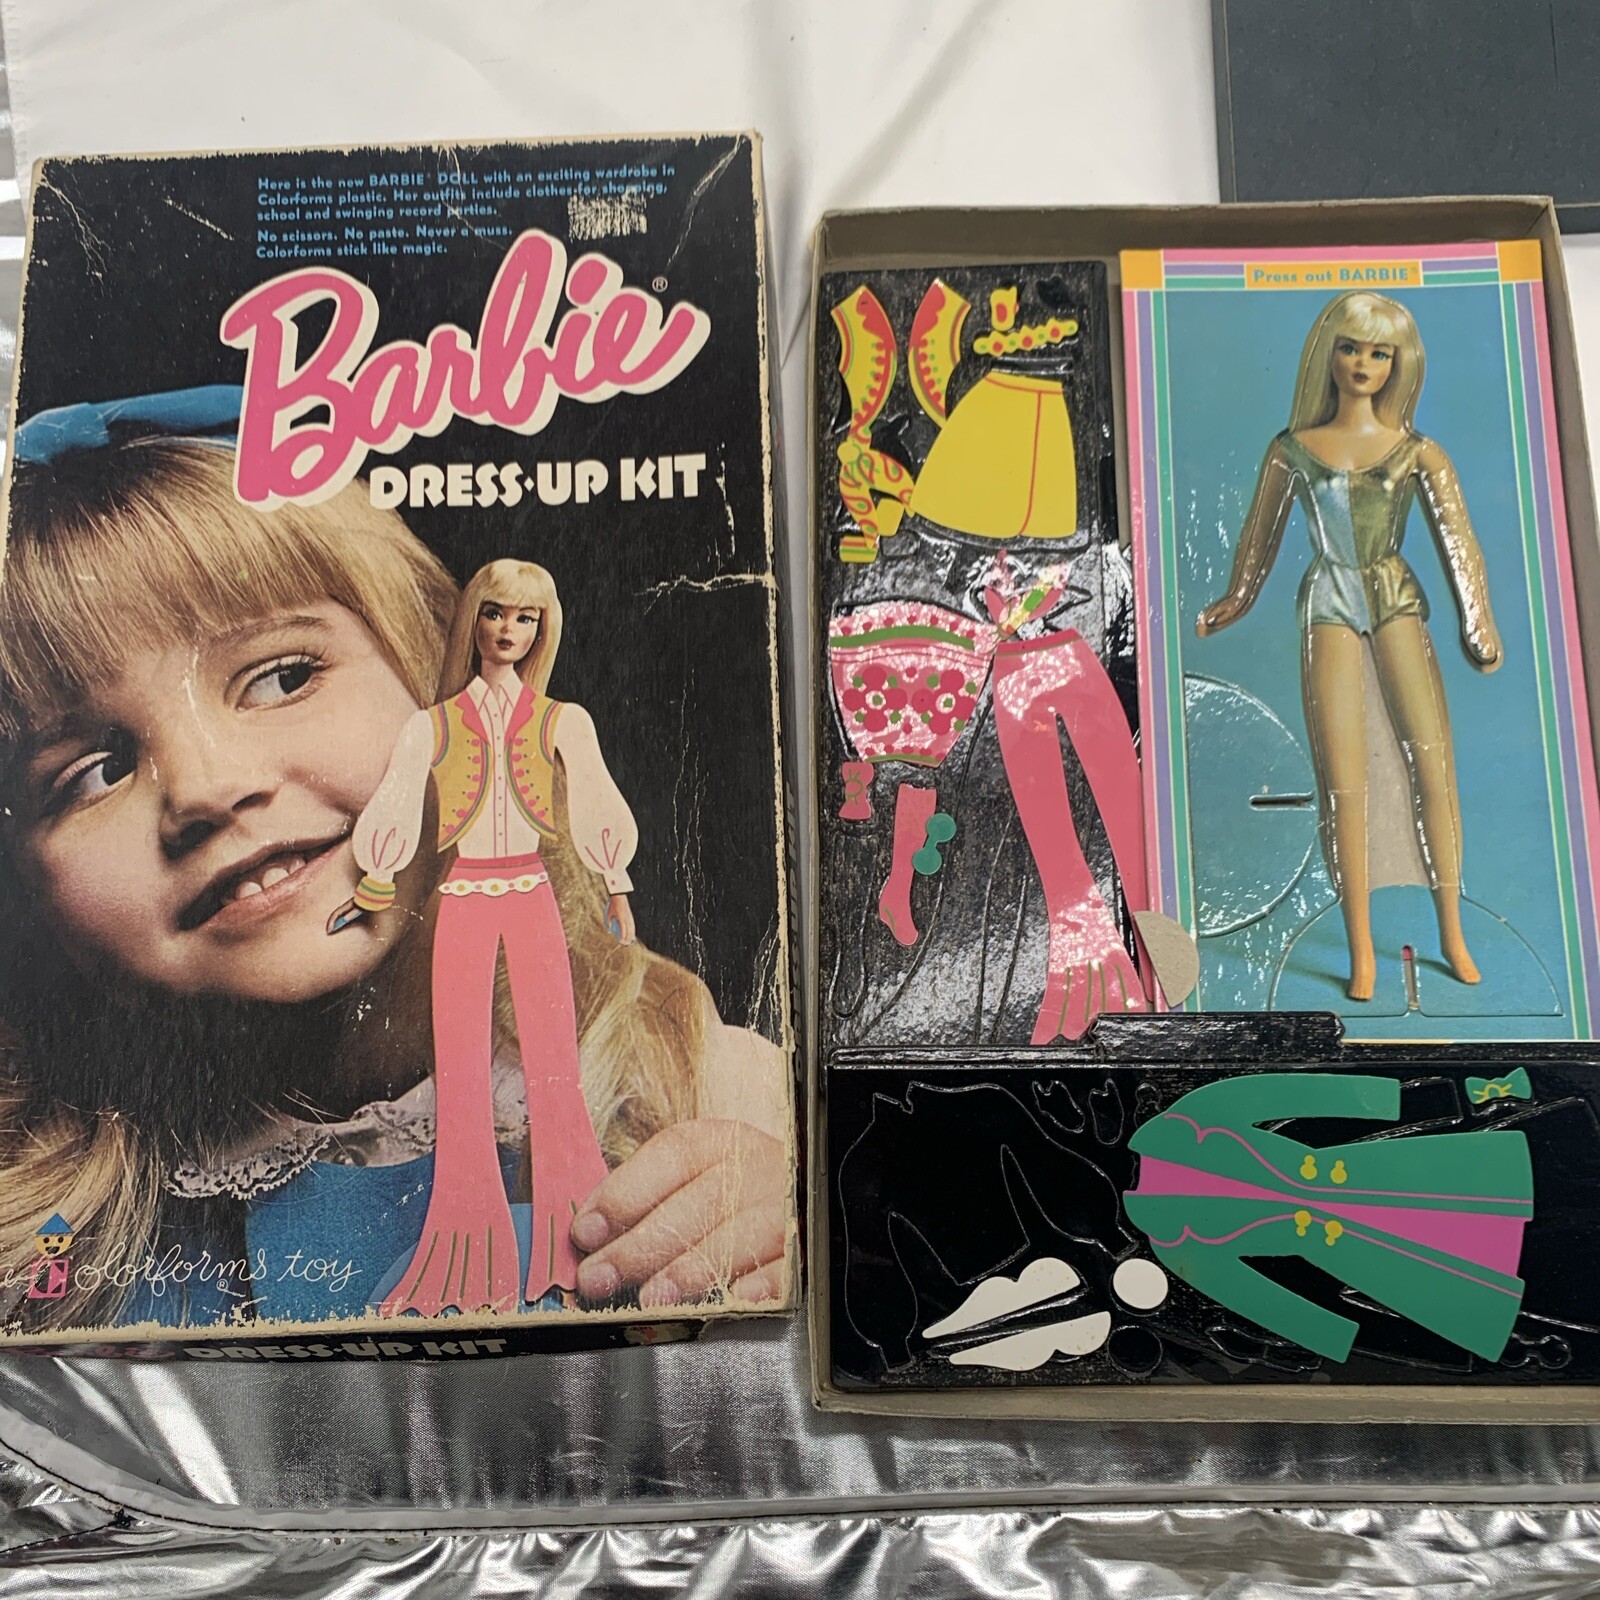 Here is the new BARBIE® DOLL with an exciting wardrobe in
Colorforms plastic. Her outfits include clothes for shopping,
school and swinging record parties.
No scissors. No paste. Never a muss.
Colorforms stick like magic.
Barbie®
DRESS·UP KIT
a Colorforms® toy
DRESS·UP KIT
Press out BARBIE®